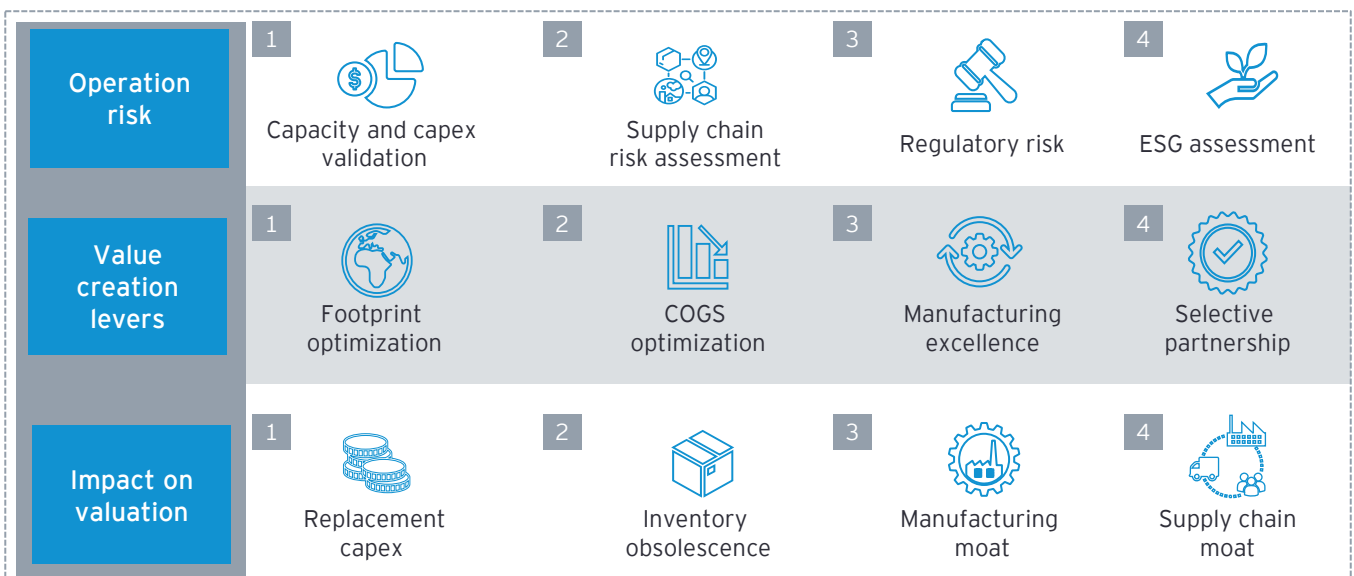 Operation
risk
1
Capacity and capex
validation
2
Supply chain
risk assessment
3
Regulatory risk
4
ESG assessment
Value
creation
levers
1
Footprint
optimization
2
COGS
optimization
3
Manufacturing
excellence
4
Selective
partnership
Impact on
valuation
1
Replacement
capex
2
Inventory
obsolescence
3
Manufacturing
moat
4
Supply chain
moat